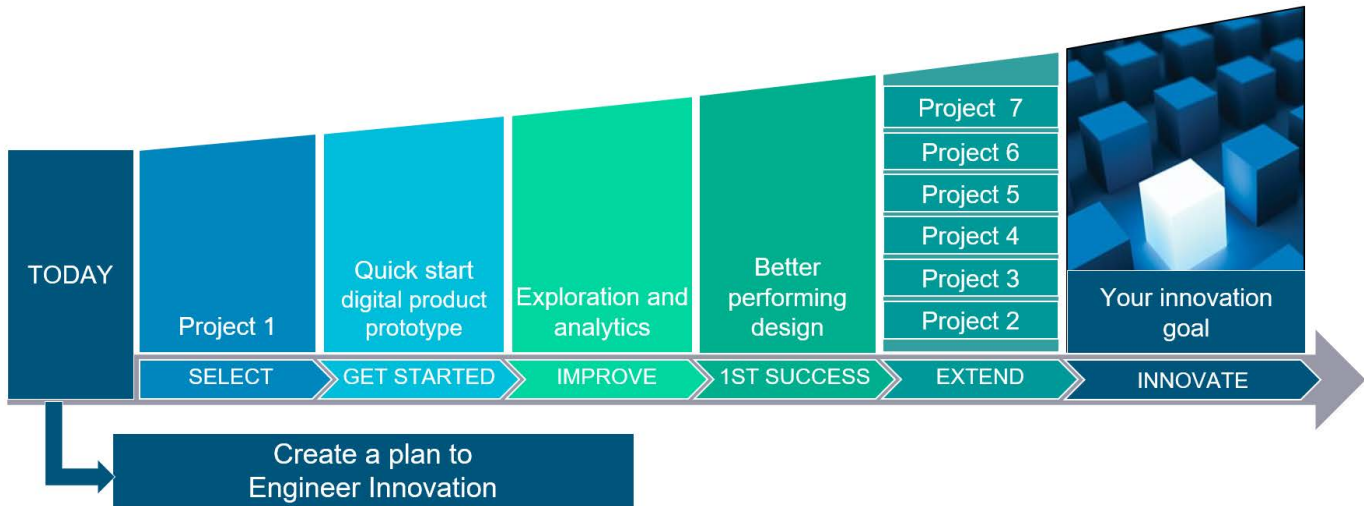 TODAY
Project 1
Quick start
digital product
prototype
Exploration and
analytics
Better
performing
design
Project 7
Project 6
Project 5
Project 4
Project 3
Project 2
Your innovation
goal
SELECT
GET STARTED
IMPROVE
1ST SUCCESS
EXTEND
INNOVATE
Create a plan to
Engineer Innovation